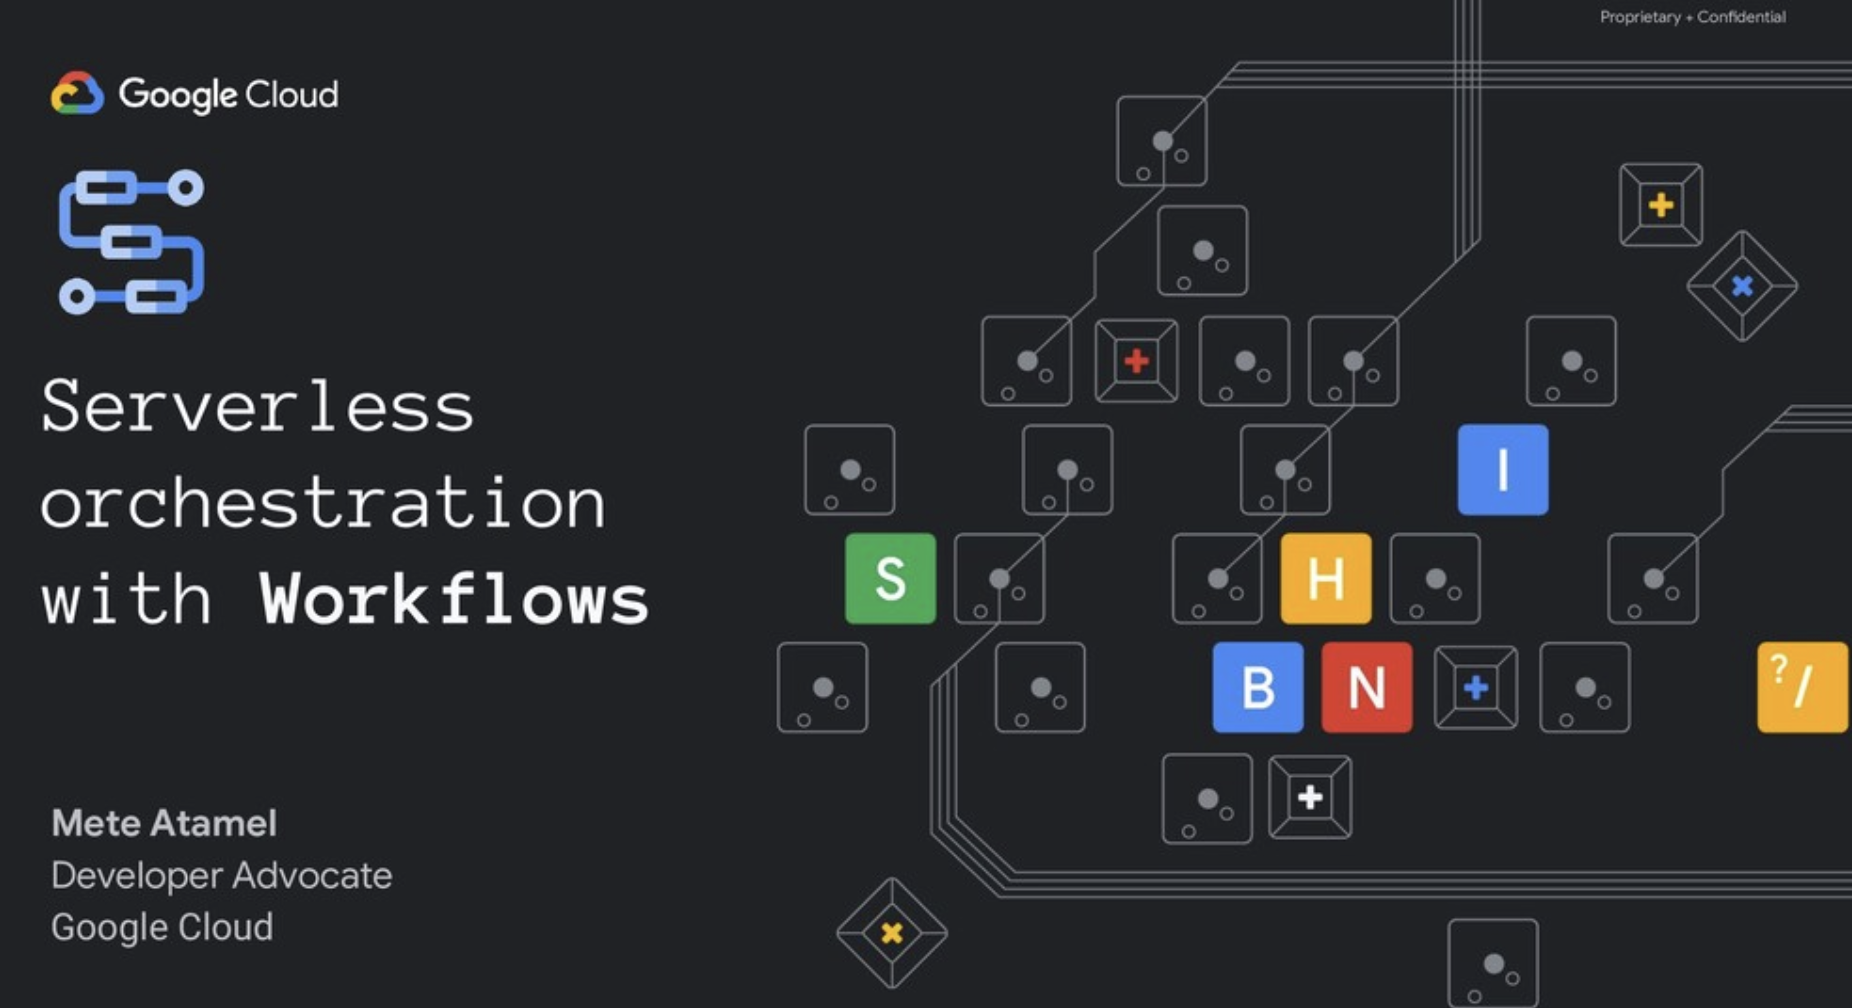 Proprietary + Confidential
Google Cloud
Serverless
orchestration
with Workflows
Mete Atamel
Developer Advocate
Google Cloud
I
S
H
B
N
?/